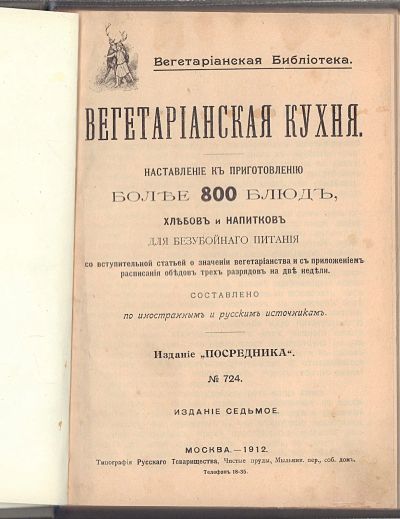 Вегетаріанская Библіотека.
ВЕГЕТАРІАНСКАЯ КУХНЯ.
НАСТАВЛЕНІЕ КЪ ПРИГОТОВЛЕНІЮ
БОЛѢЕ 800 БЛЮДЪ,
ХЛѢБОВЪ и НАПИТКОВЪ
ДЛЯ БЕЗУБОЙНАГО ПИТАНІЯ
со вступительной статьей о значеніи вегетаріанства и съ приложеніемъ
расписанія обѣдовъ трехъ разрядовъ на двѣ недѣли.
СОСТАВЛЕНО
по иностраннымъ и русскимъ источникамъ.
Изданіе „ПОСРЕДНИКА“.
№ 724.
ИЗДАНІЕ СЕДЬМОЕ.
МОСКВА.—1912.
Типографія Русскаго Товарищества, Чистые пруды, Мыльник. пер., соб. домъ.
Телефонъ 18-35.